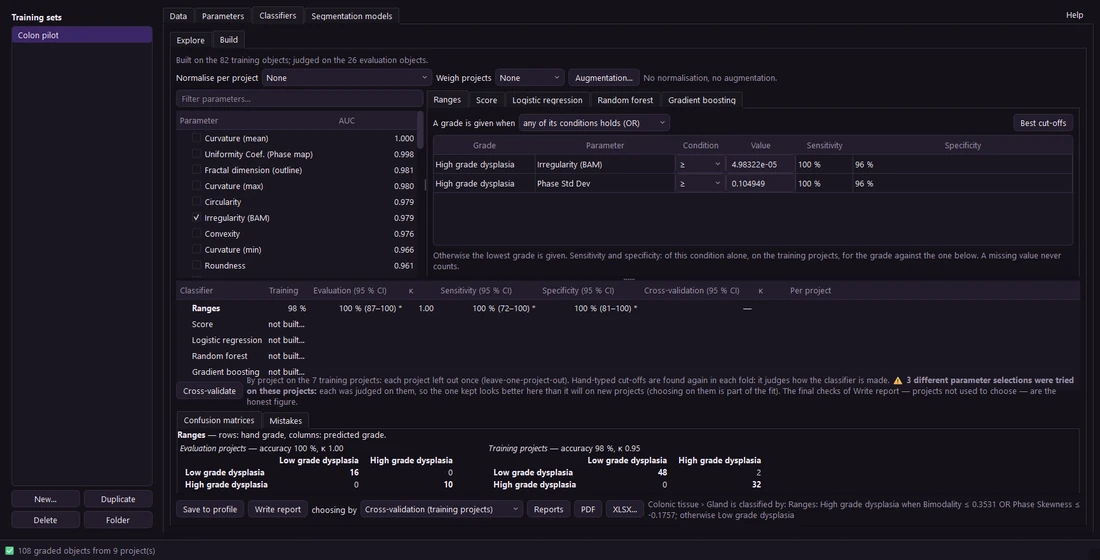 Training sets
Data Parameters Classifiers Segmentation models Help
Colon pilot
Explore Build
Built on the 82 training objects; judged on the 26 evaluation objects.
Normalise per project None Weigh projects None Augmentation... No normalisation, no augmentation.
Filter parameters...
Ranges Score Logistic regression Random forest Gradient boosting
Parameter AUC
Curvature (mean) 1.000
Uniformity Coef. (Phase map) 0.998
Fractal dimension (outline) 0.981
Curvature (max) 0.980
Circularity 0.979
Irregularity (BAM) 0.979
Convexity 0.976
Curvature (min) 0.966
Roundness 0.961
A grade is given when any of its conditions holds (OR) Best cut-offs
Grade Parameter Condition Value Sensitivity Specificity
High grade dysplasia Irregularity (BAM) ≥ 4.98322e-05 100 % 96 %
High grade dysplasia Phase Std Dev ≥ 0.104949 100 % 96 %
Otherwise the lowest grade is given. Sensitivity and specificity: of this condition alone, on the training projects, for the grade against the one below. A missing value never
counts.
Classifier Training Evaluation (95 % CI) κ Sensitivity (95 % CI) Specificity (95 % CI) Cross-validation (95 % CI) κ Per project
Ranges 98 % 100 % (87–100) * 1.00 100 % (72–100) * 100 % (81–100) * —
Score not built...
Logistic regression not built...
Random forest not built...
Gradient boosting not built...
Cross-validate
By project on the 7 training projects: each project left out once (leave-one-project-out). Hand-typed cut-offs are found again in each fold: it judges how the classifier is made. ⚠ 3 different parameter selections were tried
on these projects: each was judged on them, so the one kept looks better here than it will on new projects (choosing on them is part of the fit). The final checks of Write report — projects not used to choose — are the
honest figure.
Confusion matrices Mistakes
Ranges — rows: hand grade, columns: predicted grade.
Evaluation projects — accuracy 100 %, κ 1.00
Low grade dysplasia High grade dysplasia
Low grade dysplasia 16 0
High grade dysplasia 0 10
Training projects — accuracy 98 %, κ 0.95
Low grade dysplasia High grade dysplasia
Low grade dysplasia 48 2
High grade dysplasia 0 32
New... Duplicate
Delete Folder
Save to profile Write report choosing by Cross-validation (training projects) Reports PDF XLSX...
Colonic tissue › Gland is classified by: Ranges: High grade dysplasia when Bimodality ≤ 0.3531 OR Phase Skewness ≤
-0.1757; otherwise Low grade dysplasia
108 graded objects from 9 project(s)